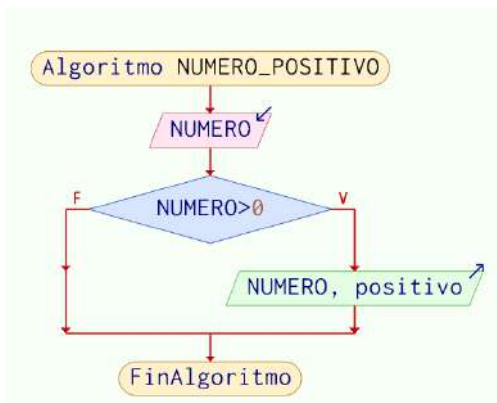 Algoritmo NUMERO_POSITIVO
NUMERO
F
NUMERO>0
V
NUMERO, positivo
FinAlgoritmo